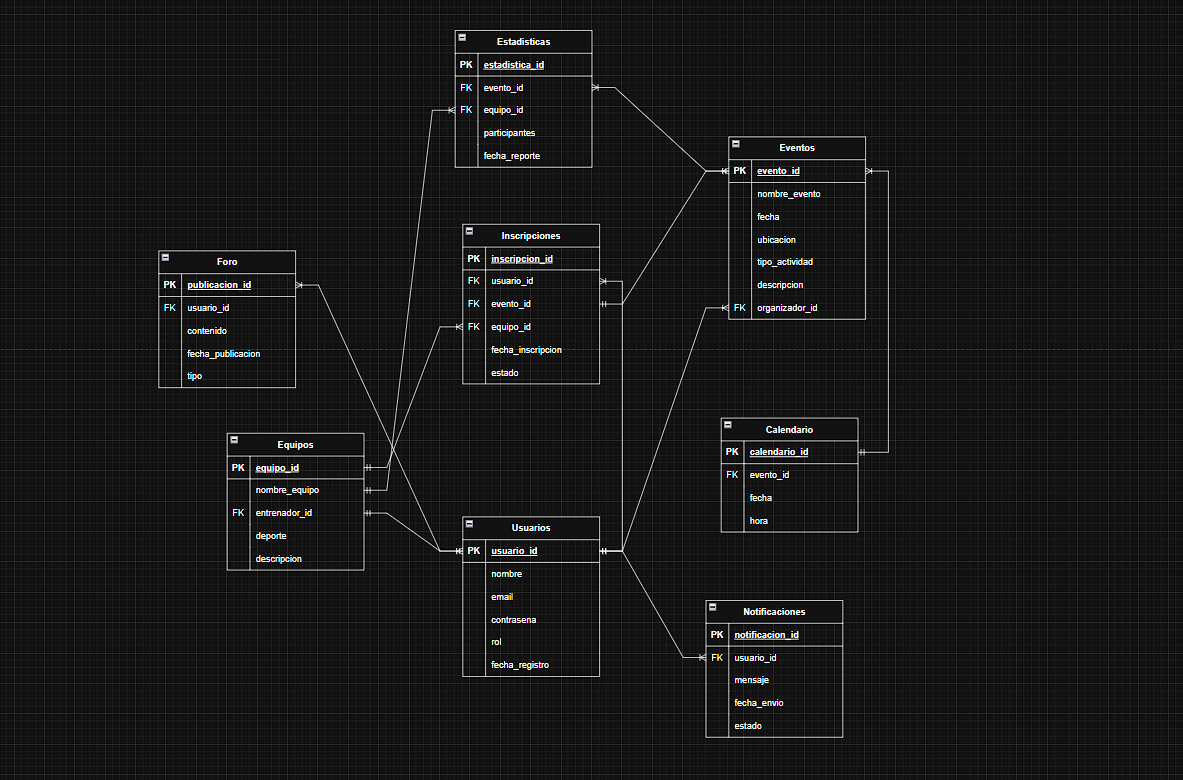 Estadisticas
PK estadistica_id
FK evento_id
FK equipo_id
participantes
fecha_reporte
Eventos
PK evento_id
nombre_evento
fecha
ubicacion
tipo_actividad
descripcion
FK organizador_id
Inscripciones
PK inscripcion_id
FK usuario_id
FK evento_id
FK equipo_id
fecha_inscripcion
estado
Foro
PK publicacion_id
FK usuario_id
contenido
fecha_publicacion
tipo
Equipos
PK equipo_id
nombre_equipo
FK entrenador_id
deporte
descripcion
Calendario
PK calendario_id
FK evento_id
fecha
hora
Usuarios
PK usuario_id
nombre
email
contrasena
rol
fecha_registro
Notificaciones
PK notificacion_id
FK usuario_id
mensaje
fecha_envio
estado